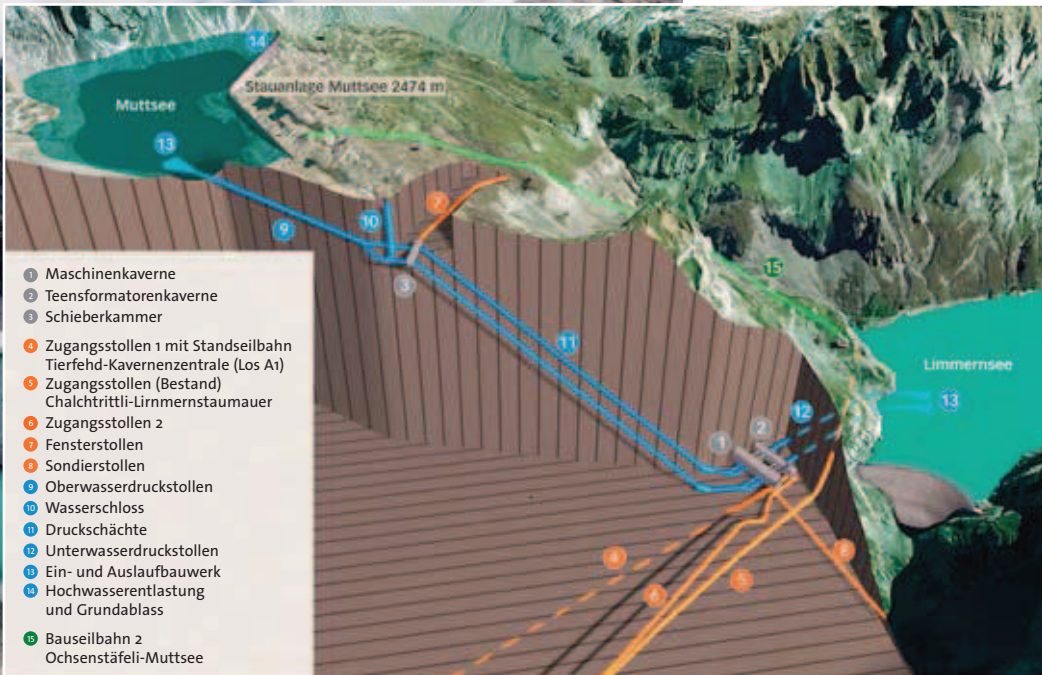 14
Stauanlage Muttsee 2474 m
Muttsee
13
10
7
9
3
15
11
Limmernsee
13
12
1
2
4
6
5
8
1 Maschinenkaverne
2 Teensformatorenkaverne
3 Schieberkammer
4 Zugangsstollen 1 mit Standseilbahn
Tierfehd-Kavernenzentrale (Los A1)
5 Zugangsstollen (Bestand)
Chalchtrittli-Lirnmernstaumauer
6 Zugangsstollen 2
7 Fensterstollen
8 Sondierstollen
9 Oberwasserdruckstollen
10 Wasserschloss
11 Druckschächte
12 Unterwasserdruckstollen
13 Ein- und Auslaufbauwerk
14 Hochwasserentlastung
und Grundablass
15 Bauseilbahn 2
Ochsenstäfeli-Muttsee